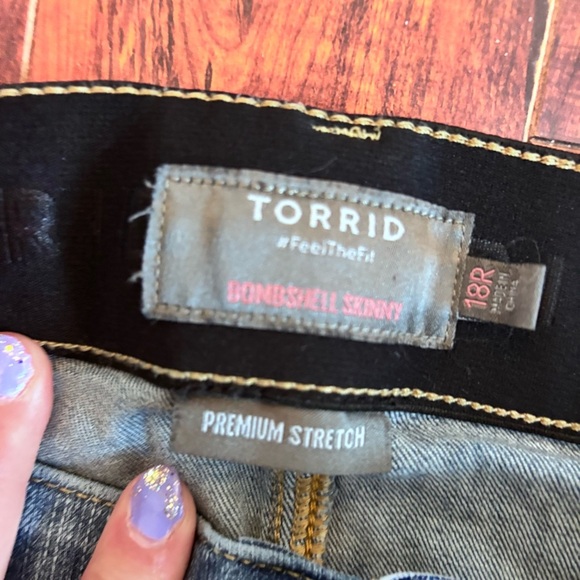 TORRID
#FeelTheFit
BOMBSHELL SKINNY
18R
MADE IN
CHINA
PREMIUM STRETCH